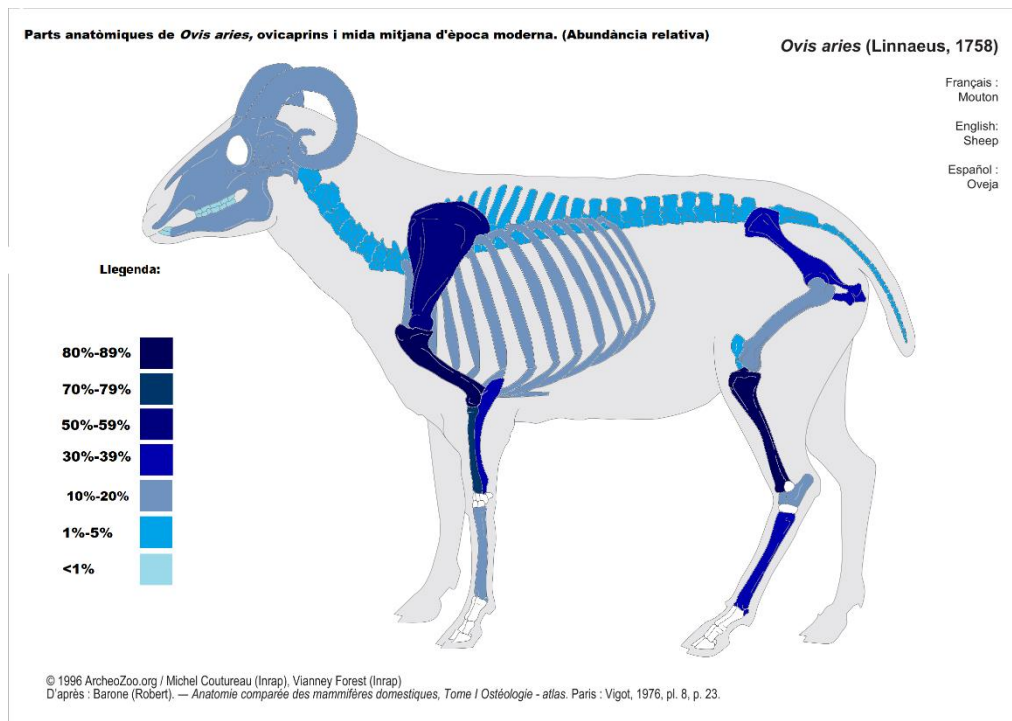 Parts anatòmiques de Ovis aries, ovicaprins i mida mitjana d'època moderna. (Abundància relativa)
Ovis aries (Linnaeus, 1758)
Français :
Mouton
English:
Sheep
Español :
Oveja
Llegenda:
80%-89%
70%-79%
50%-59%
30%-39%
10%-20%
1%-5%
<1%
© 1996 ArcheoZoo.org / Michel Coutureau (Inrap), Vianney Forest (Inrap)
D'après : Barone (Robert). — Anatomie comparée des mammifères domestiques, Tome I Ostéologie - atlas. Paris : Vigot, 1976, pl. 8, p. 23.